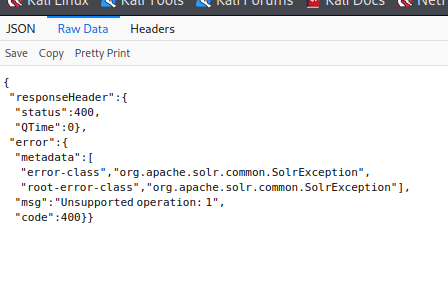 Kali Linux Kali Tools Kali Forums Kali Docs
JSON Raw Data Headers
Save Copy Pretty Print
{
"responseHeader":{
"status":400,
"QTime":0},
"error":{
"metadata":[
"error-class","org.apache.solr.common.SolrException",
"root-error-class","org.apache.solr.common.SolrException"],
"msg":"Unsupported operation: 1",
"code":400}}